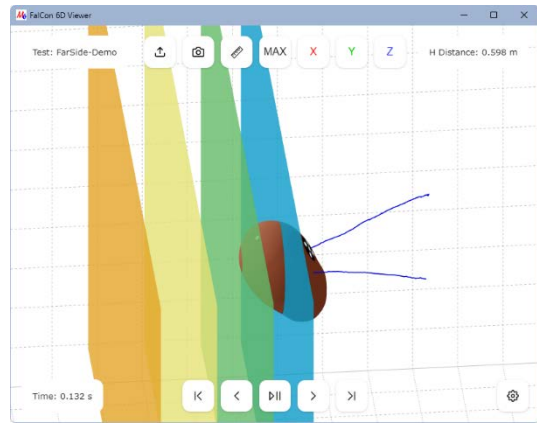 FalCon 6D Viewer
Test: FarSide-Demo
MAX
X
Y
Z
H Distance: 0.598 m
Time: 0.132 s